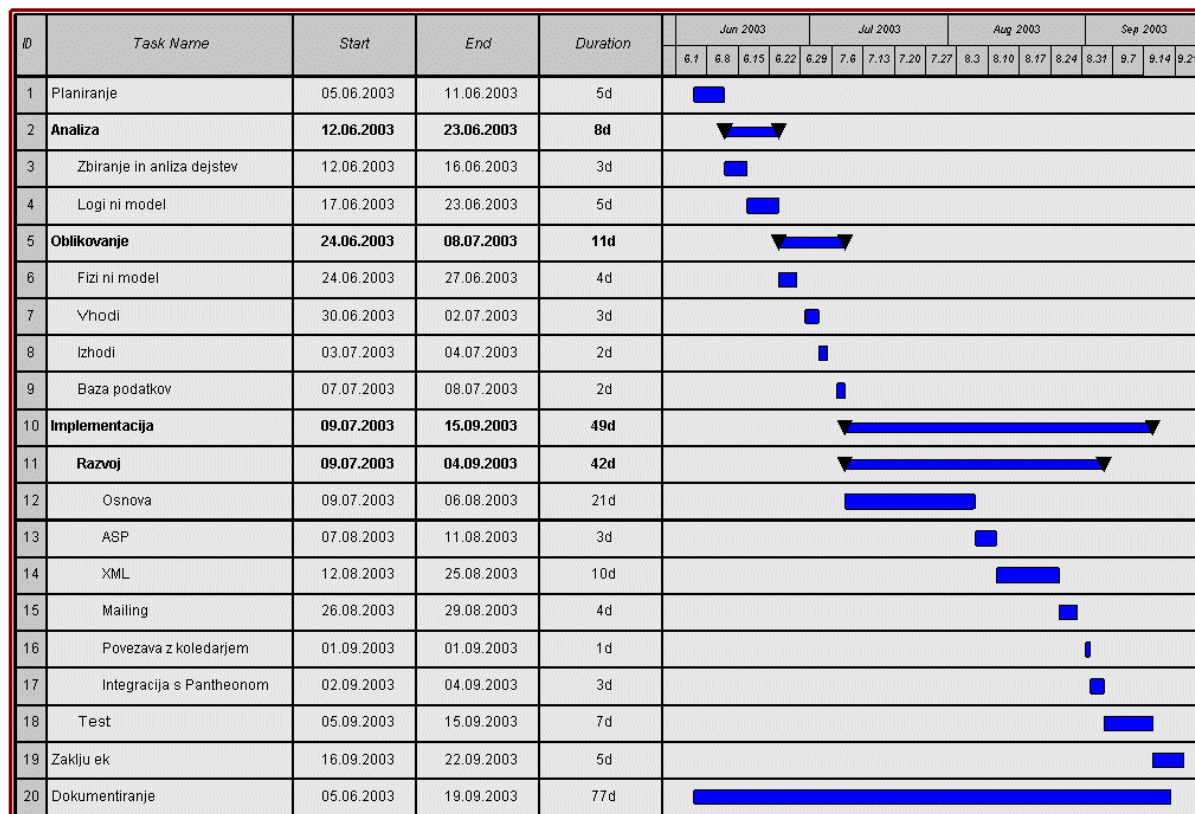 ID Task Name Start End Duration Jun 2003 Jul 2003 Aug 2003 Sep 2003
6.1 6.8 6.15 6.22 6.29 7.6 7.13 7.20 7.27 8.3 8.10 8.17 8.24 8.31 9.7 9.14 9.21
1 Planiranje 05.06.2003 11.06.2003 5d
2 Analiza 12.06.2003 23.06.2003 8d
3 Zbiranje in anliza dejstev 12.06.2003 16.06.2003 3d
4 Logi ni model 17.06.2003 23.06.2003 5d
5 Oblikovanje 24.06.2003 08.07.2003 11d
6 Fizi ni model 24.06.2003 27.06.2003 4d
7 Vhodi 30.06.2003 02.07.2003 3d
8 Izhodi 03.07.2003 04.07.2003 2d
9 Baza podatkov 07.07.2003 08.07.2003 2d
10 Implementacija 09.07.2003 15.09.2003 49d
11 Razvoj 09.07.2003 04.09.2003 42d
12 Osnova 09.07.2003 06.08.2003 21d
13 ASP 07.08.2003 11.08.2003 3d
14 XML 12.08.2003 25.08.2003 10d
15 Mailing 26.08.2003 29.08.2003 4d
16 Povezava z koledarjem 01.09.2003 01.09.2003 1d
17 Integracija s Pantheonom 02.09.2003 04.09.2003 3d
18 Test 05.09.2003 15.09.2003 7d
19 Zaklju ek 16.09.2003 22.09.2003 5d
20 Dokumentiranje 05.06.2003 19.09.2003 77d